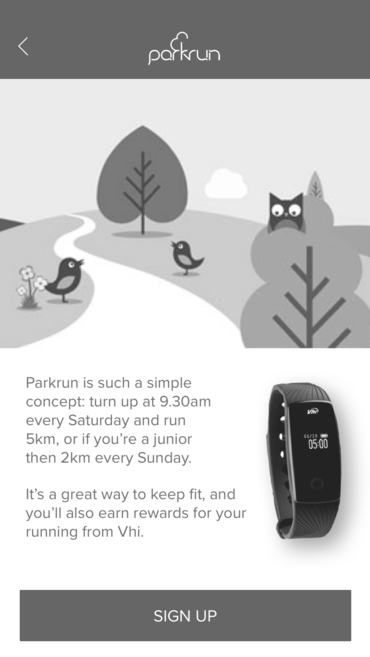 parkrun
Parkrun is such a simple
concept: turn up at 9.30am
every Saturday and run
5km, or if you're a junior
then 2km every Sunday.
It's a great way to keep fit, and
you'll also earn rewards for your
running from Vhi.
Vhi
05:00
SIGN UP